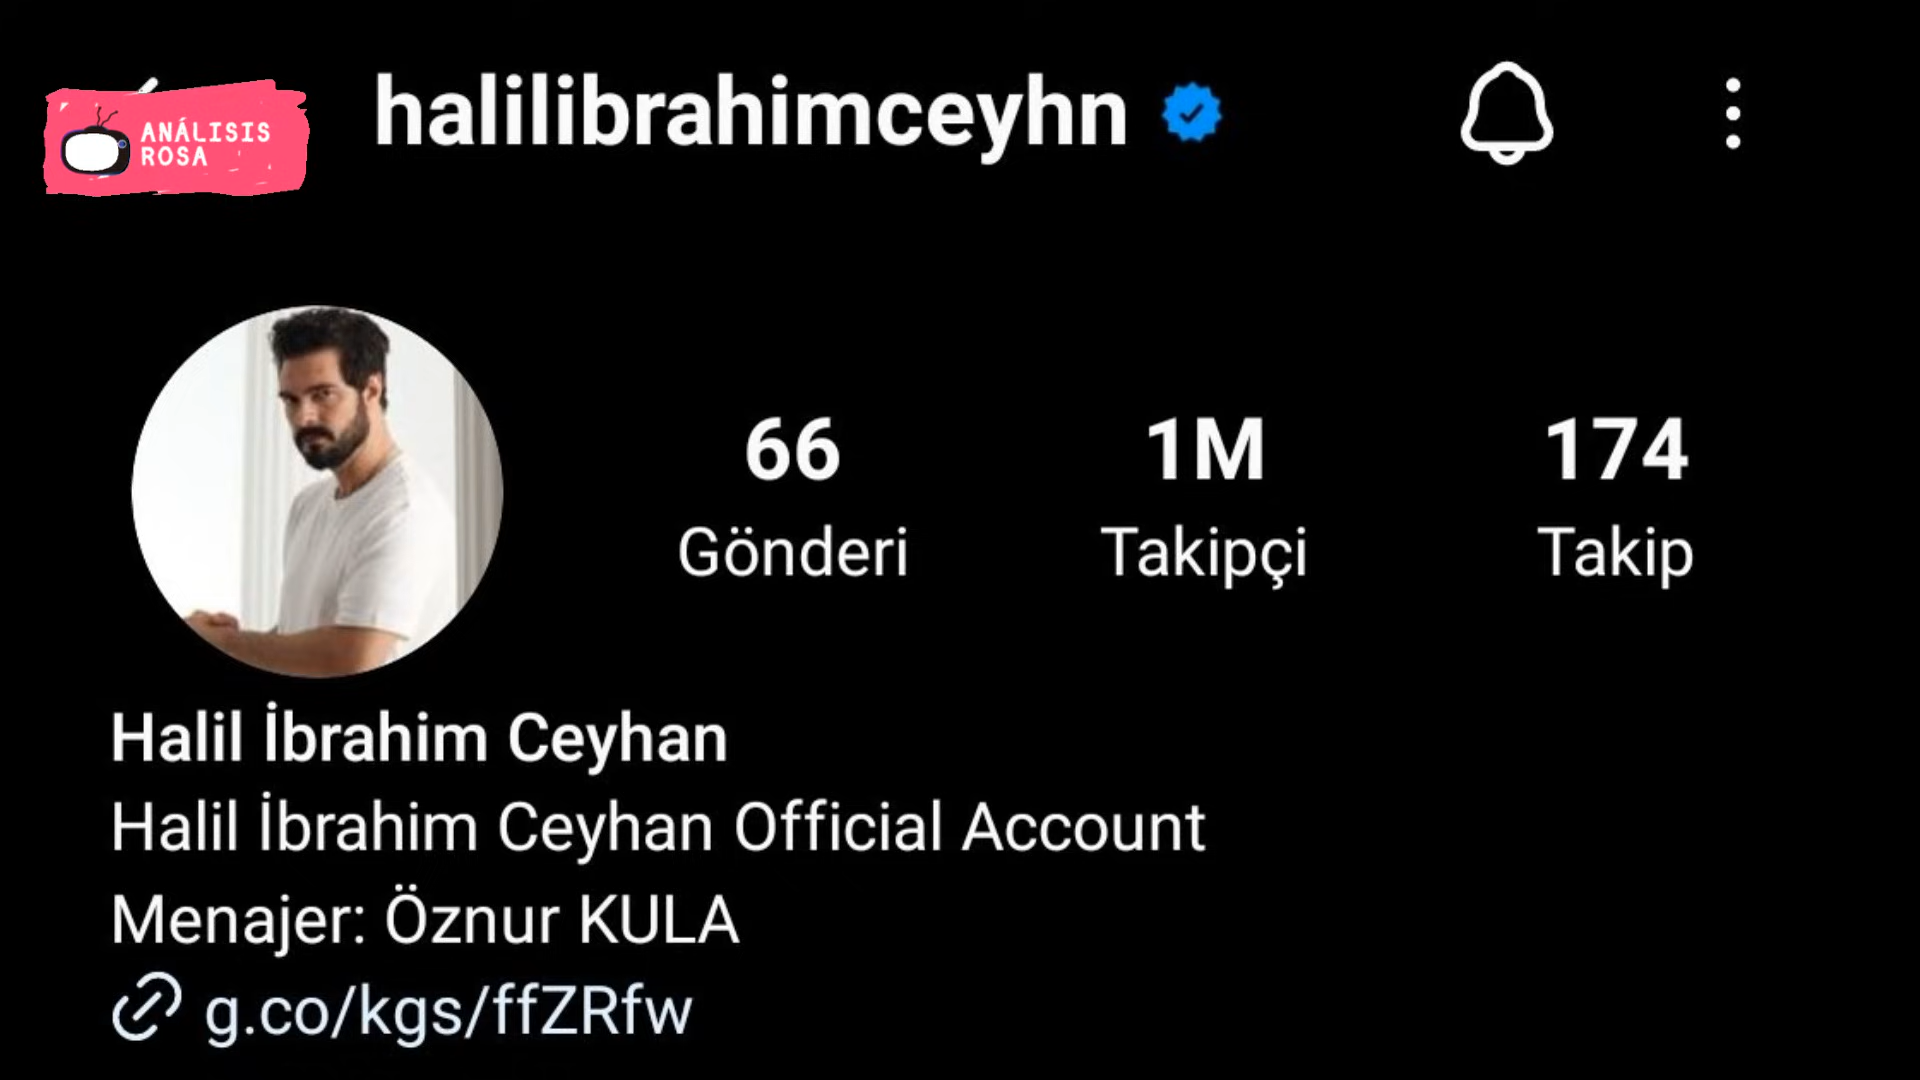 ANÁLISIS
ROSA
halilibrahimceyhn
66
1M
174
Gönderi
Takipçi
Takip
Halil İbrahim Ceyhan
Halil İbrahim Ceyhan Official Account
Menajer: Öznur KULA
g.co/kgs/ffZRfw